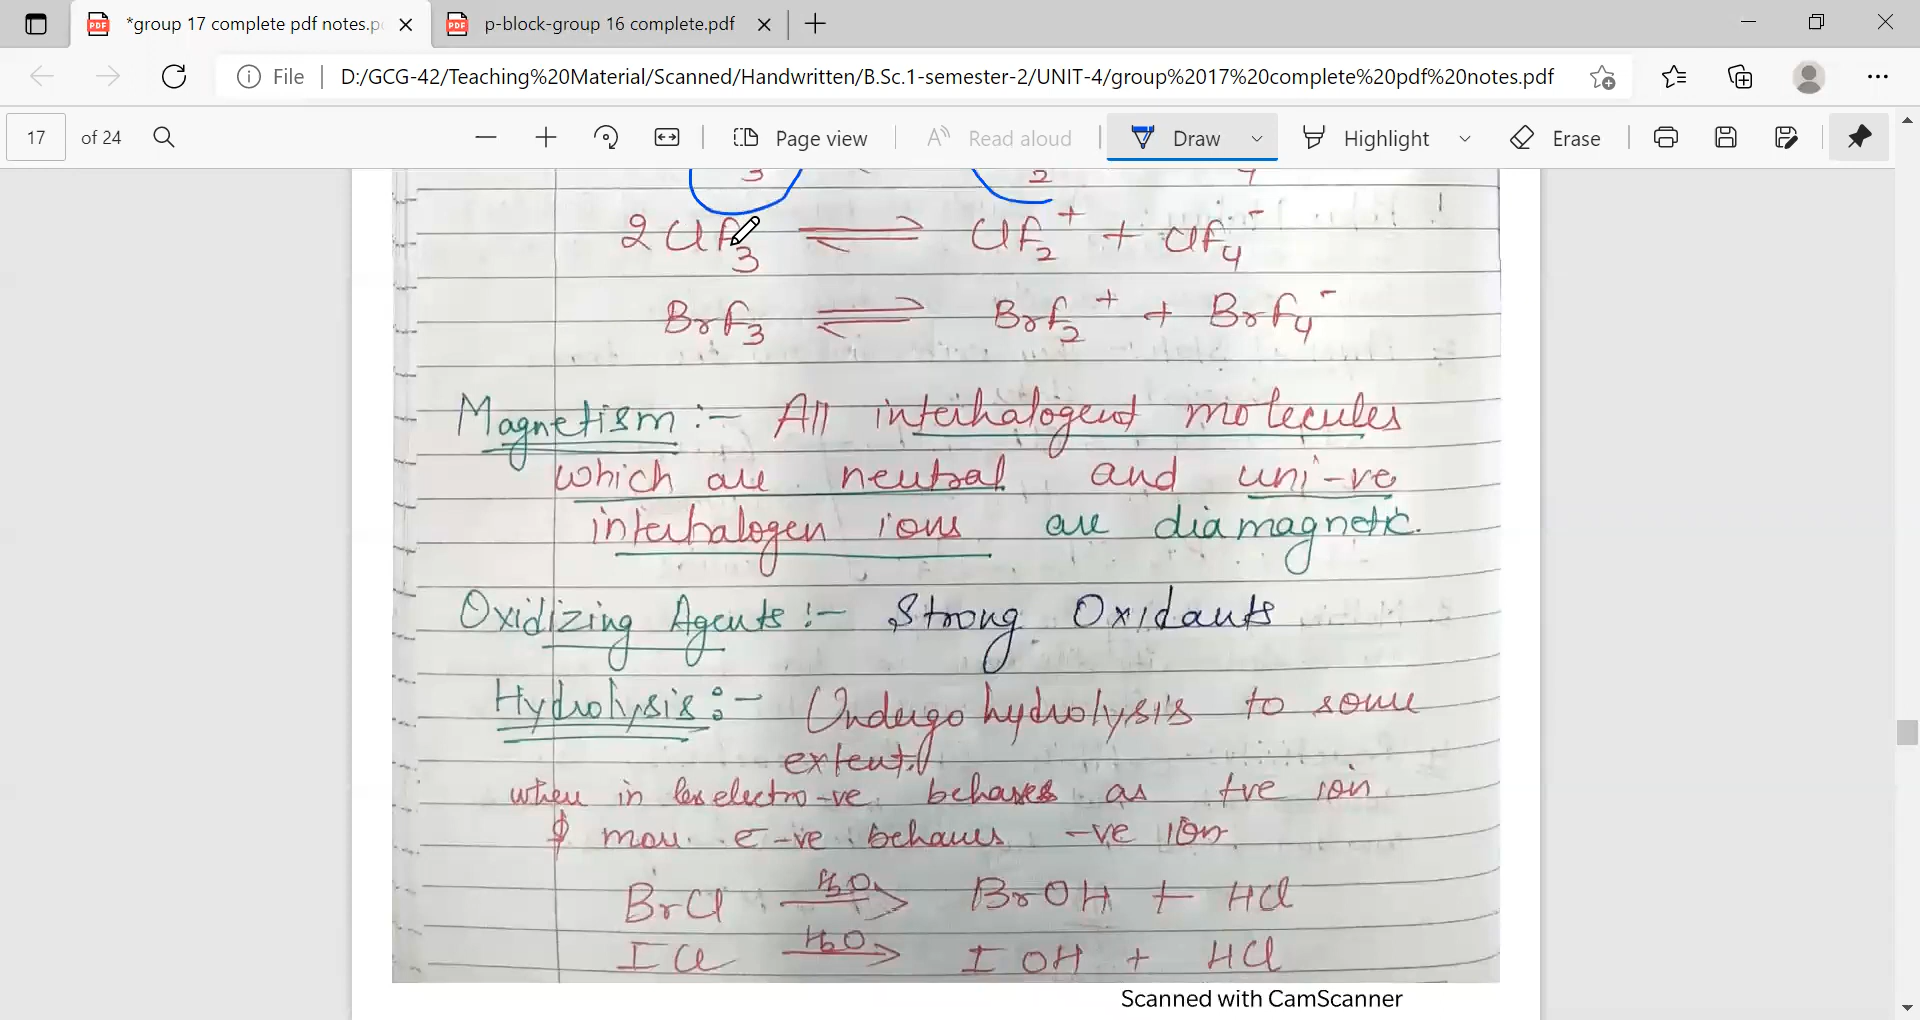 *group 17 complete pdf notes.p
p-block-group 16 complete.pdf
File
D:/GCG-42/Teaching%20Material/Scanned/Handwritten/B.Sc.1-semester-2/UNIT-4/group%2017%20complete%20pdf%20notes.pdf
17 of 24
Page view
Read aloud
Draw
Highlight
Erase
3 2 4
2ClF3 ⇌ ClF2+ + ClF4-
BrF3 ⇌ BrF2+ + BrF4-
Magnetism :- All interhalogent molecules
which are neutral and uni-ve
interhalogen ions are diamagnetic.
Oxidizing Agents :- Strong Oxidants
Hydrolysis :- Undergo hydrolysis to some
extent.
when in less electro-ve behaves as +ve ion
more e-ve behaves -ve ion
BrCl H2O → BrOH + HCl
ICl H2O → IOH + HCl
Scanned with CamScanner